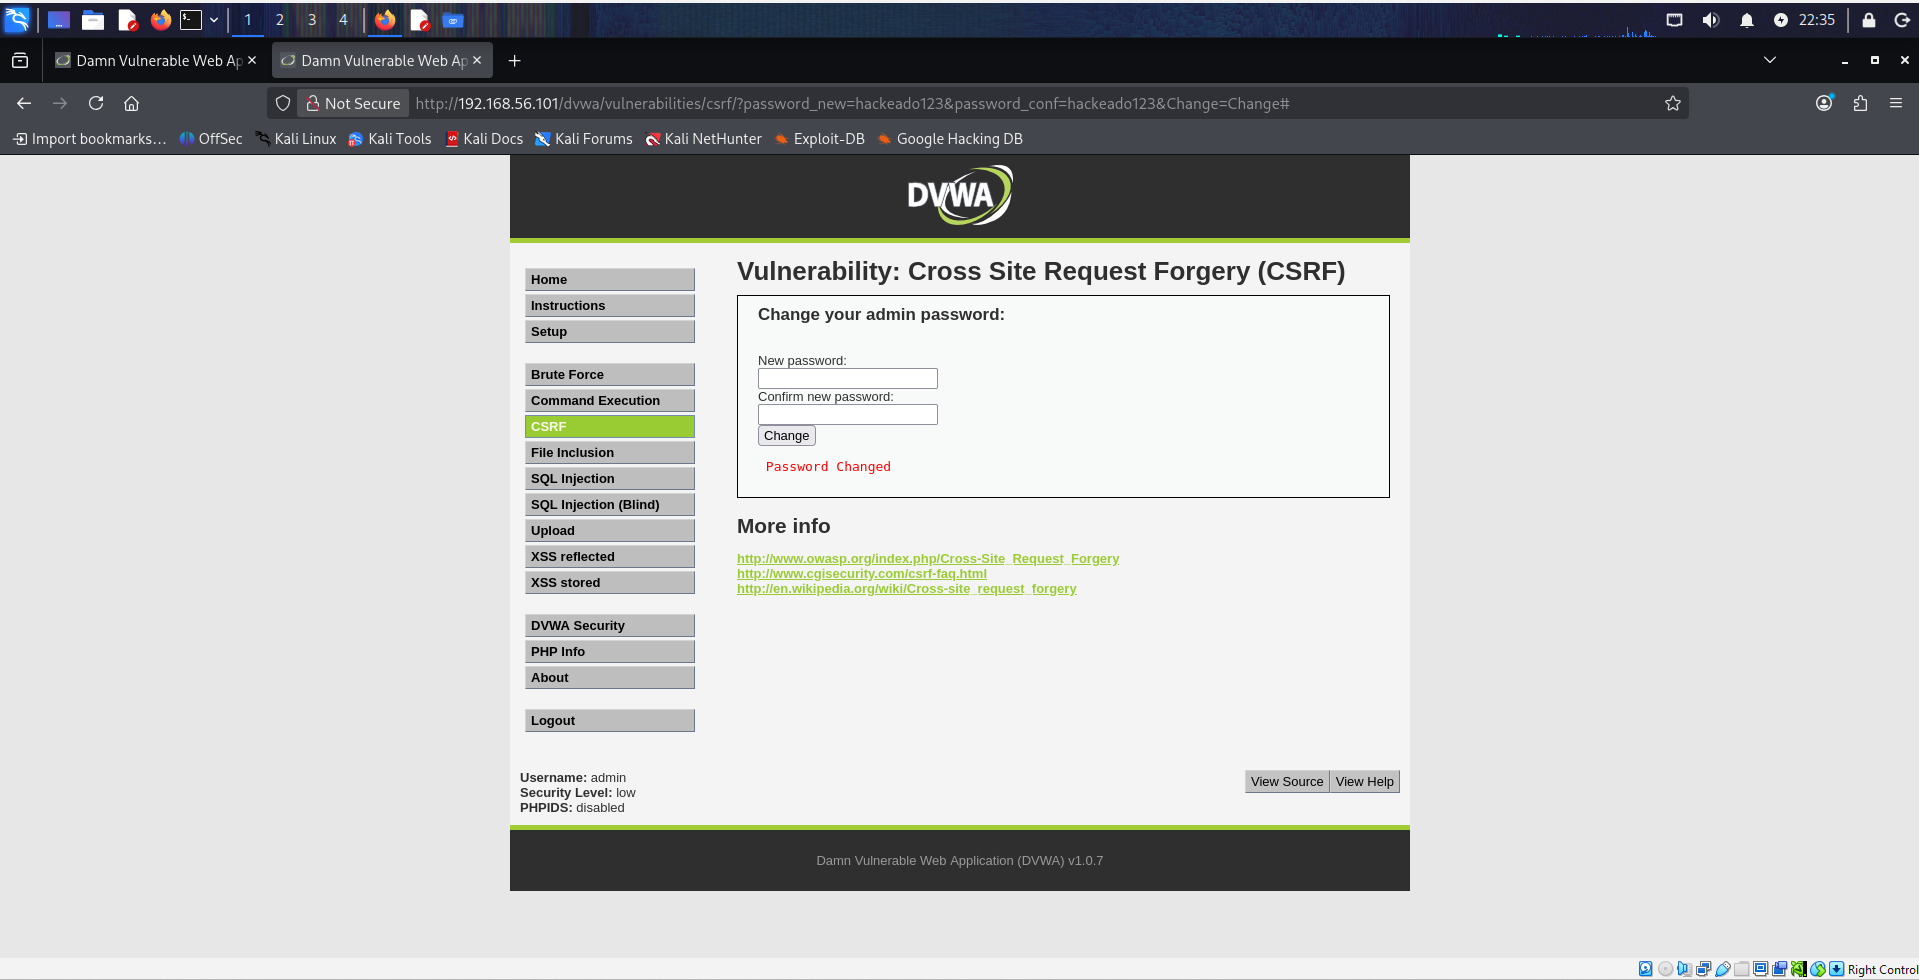 1 2 3 4 22:35
Damn Vulnerable Web Ap Damn Vulnerable Web Ap
Not Secure http://192.168.56.101/dvwa/vulnerabilities/csrf/?password_new=hackeado123&password_conf=hackeado123&Change=Change#
Import bookmarks… OffSec Kali Linux Kali Tools Kali Docs Kali Forums Kali NetHunter Exploit-DB Google Hacking DB
DVWA
Home
Instructions
Setup
Brute Force
Command Execution
CSRF
File Inclusion
SQL Injection
SQL Injection (Blind)
Upload
XSS reflected
XSS stored
DVWA Security
PHP Info
About
Logout
Vulnerability: Cross Site Request Forgery (CSRF)
Change your admin password:
New password:
Confirm new password:
Change
Password Changed
More info
http://www.owasp.org/index.php/Cross-Site_Request_Forgery
http://www.cgisecurity.com/csrf-faq.html
http://en.wikipedia.org/wiki/Cross-site_request_forgery
Username: admin
Security Level: low
PHPIDS: disabled
View Source View Help
Damn Vulnerable Web Application (DVWA) v1.0.7
Right Control